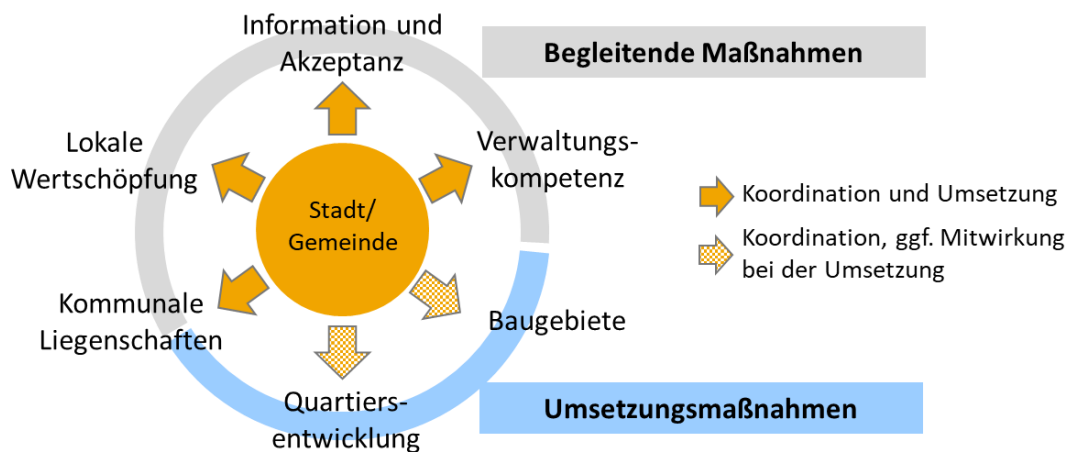 Information und
Akzeptanz
Begleitende Maßnahmen
Lokale
Wertschöpfung
Verwaltungs-
kompetenz
Stadt/
Gemeinde
Koordination und Umsetzung
Koordination, ggf. Mitwirkung
bei der Umsetzung
Kommunale
Liegenschaften
Baugebiete
Quartiers-
entwicklung
Umsetzungsmaßnahmen